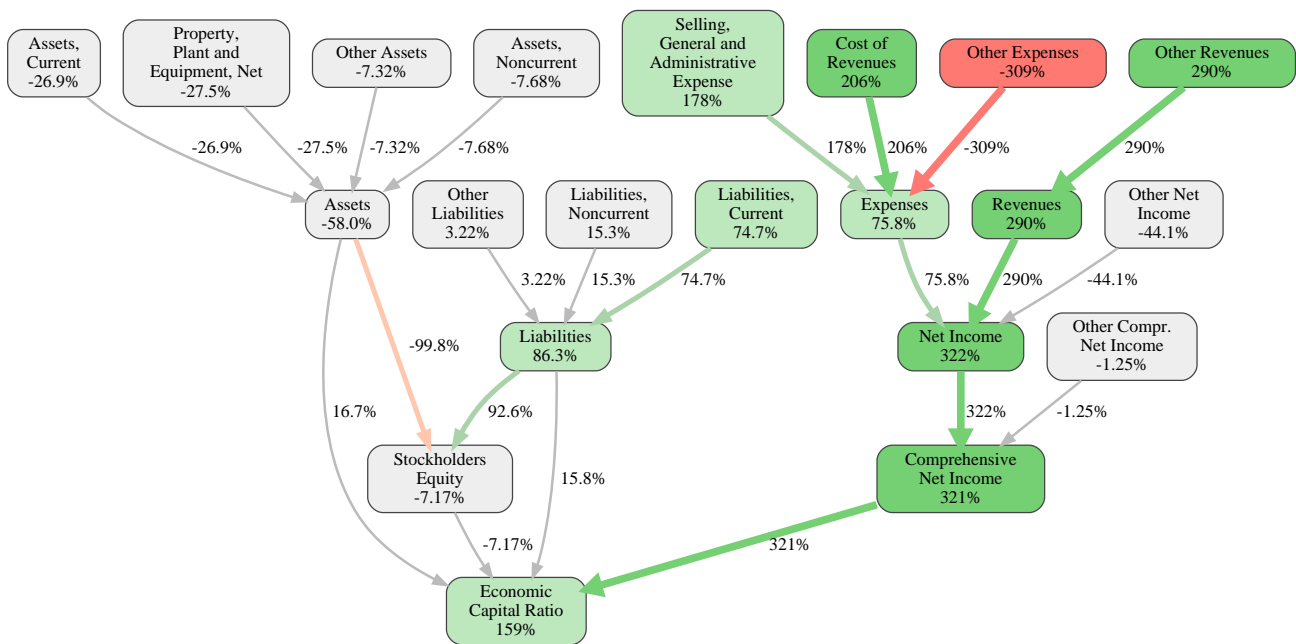 Assets,
Current
-26.9%
Property,
Plant and
Equipment, Net
-27.5%
Other Assets
-7.32%
Assets,
Noncurrent
-7.68%
Selling,
General and
Administrative
Expense
178%
Cost of
Revenues
206%
Other Expenses
-309%
Other Revenues
290%
-26.9%
-27.5%
-7.32%
-7.68%
178%
206%
-309%
290%
Assets
-58.0%
Other
Liabilities
3.22%
Liabilities,
Noncurrent
15.3%
Liabilities,
Current
74.7%
Expenses
75.8%
Revenues
290%
Other Net
Income
-44.1%
3.22%
15.3%
74.7%
75.8%
290%
-44.1%
-99.8%
Liabilities
86.3%
Net Income
322%
Other Compr.
Net Income
-1.25%
16.7%
92.6%
322%
-1.25%
Stockholders
Equity
-7.17%
15.8%
Comprehensive
Net Income
321%
-7.17%
321%
Economic
Capital Ratio
159%